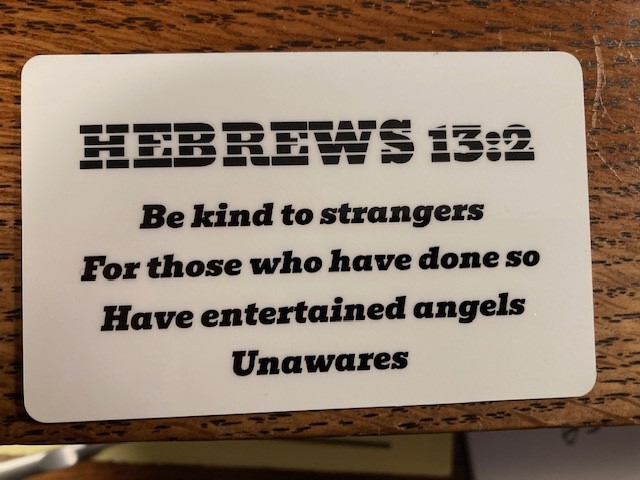 HEBREWS 13:2
Be kind to strangers
For those who have done so
Have entertained angels
Unawares